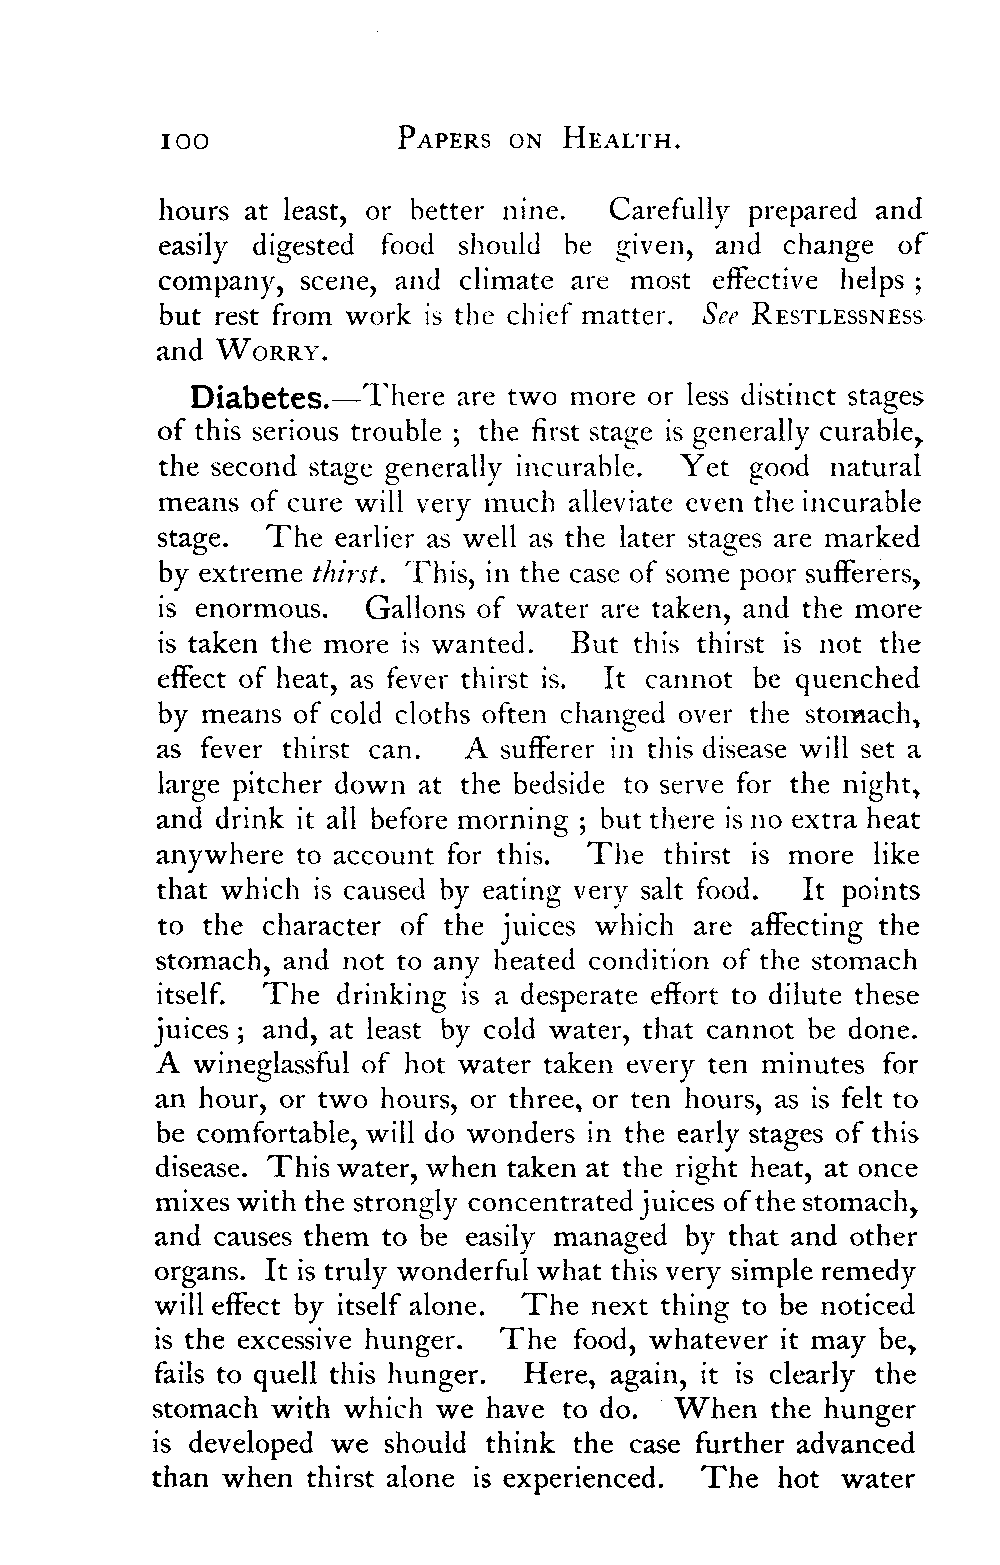 100 PAPERS ON HEALTH.
hours at least, or better nine. Carefully prepared and
easily digested food should be given, and change of
company, scene, and climate are most effective helps ;
but rest from work is the chief matter. See RESTLESSNESS
and WORRY.
Diabetes.—There are two more or less distinct stages
of this serious trouble ; the first stage is generally curable,
the second stage generally incurable. Yet good natural
means of cure will very much alleviate even the incurable
stage. The earlier as well as the later stages are marked
by extreme thirst. This, in the case of some poor sufferers,
is enormous. Gallons of water are taken, and the more
is taken the more is wanted. But this thirst is not the
effect of heat, as fever thirst is. It cannot be quenched
by means of cold cloths often changed over the stomach,
as fever thirst can. A sufferer in this disease will set a
large pitcher down at the bedside to serve for the night,
and drink it all before morning ; but there is no extra heat
anywhere to account for this. The thirst is more like
that which is caused by eating very salt food. It points
to the character of the juices which are affecting the
stomach, and not to any heated condition of the stomach
itself. The drinking is a desperate effort to dilute these
juices ; and, at least by cold water, that cannot be done.
A wineglassful of hot water taken every ten minutes for
an hour, or two hours, or three, or ten hours, as is felt to
be comfortable, will do wonders in the early stages of this
disease. This water, when taken at the right heat, at once
mixes with the strongly concentrated juices of the stomach,
and causes them to be easily managed by that and other
organs. It is truly wonderful what this very simple remedy
will effect by itself alone. The next thing to be noticed
is the excessive hunger. The food, whatever it may be,
fails to quell this hunger. Here, again, it is clearly the
stomach with which we have to do. When the hunger
is developed we should think the case further advanced
than when thirst alone is experienced. The hot water